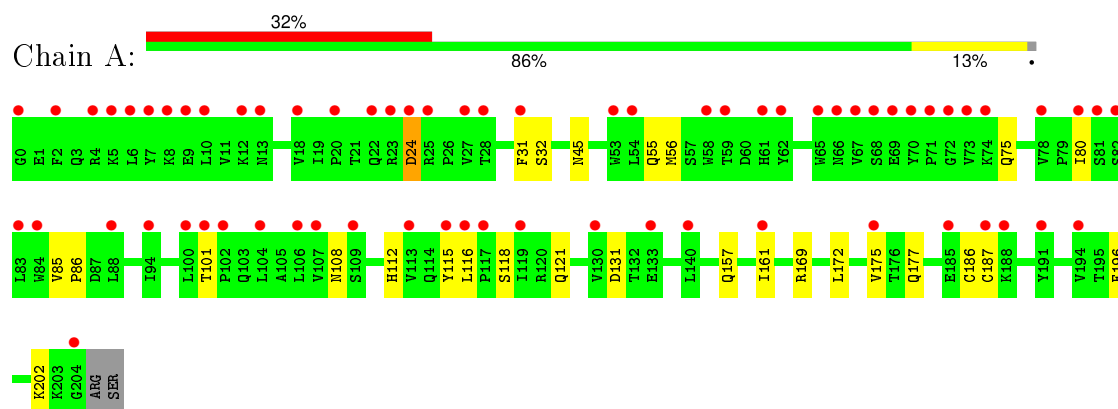 32%
Chain A:
86% 13% •
G0 E1 F2 Q3 R4 K5 L6 Y7 K8 E9 L10 V11 K12 N13 V18 I19 P20 T21 Q22 R23 D24 R25 P26 V27 T28 F31 S32 N45 W53 L54 Q55 M56 S57 W58 T59 D60 H61 Y62 W65 N66 V67 S68 E69 Y70 P71 G72 V73 K74 Q75 V78 P79 I80 S81 S82
L83 W84 V85 P86 D87 L88 I94 L100 T101 P102 Q103 L104 A105 L106 V107 N108 S109 H112 V113 Q114 Y115 L116 P117 S118 I119 R120 Q121 V130 D131 T132 E133 L140 Q157 I161 R169 L172 V175 T176 Q177 E185 C186 C187 K188 Y191 V194 T195
K202 K203 G204 ARG SER